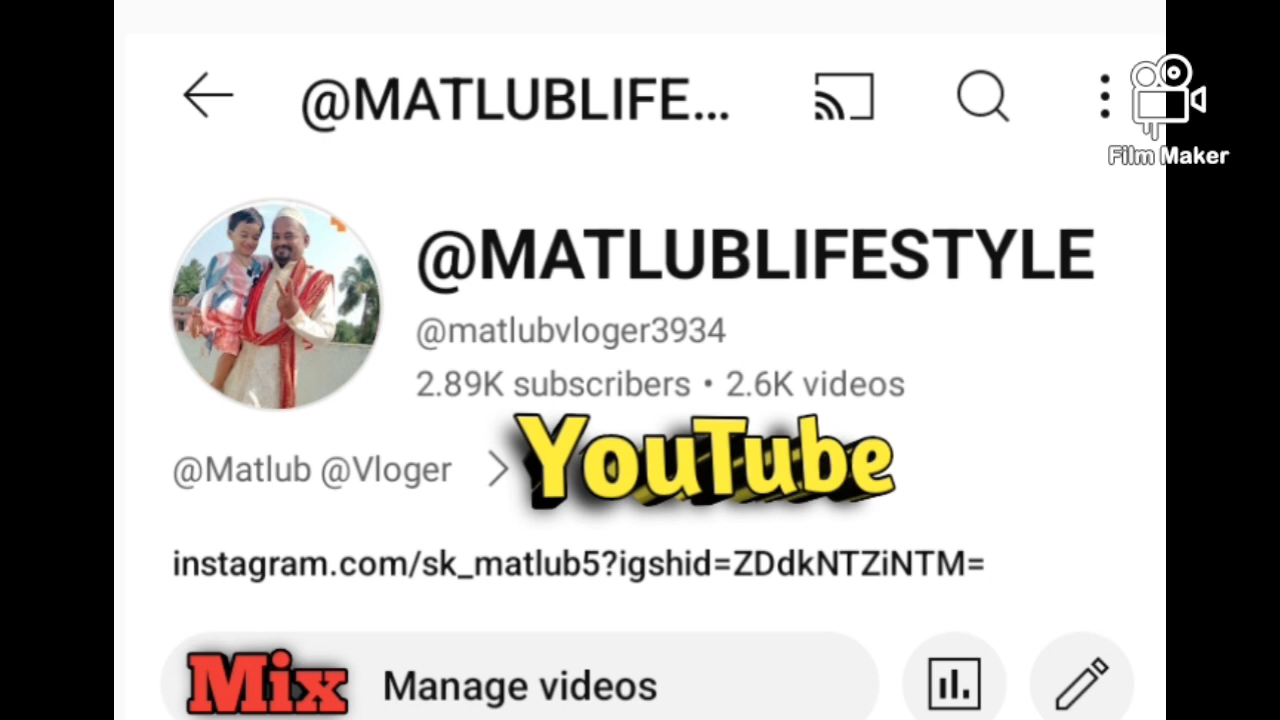 @MATLUBLIFE...
Film Maker
@MATLUBLIFESTYLE
@matlubvloger3934
2.89K subscribers • 2.6K videos
@Matlub @Vloger
YouTube
instagram.com/sk_matlub5?igshid=ZDdkNTZiNTM=
Mix Manage videos